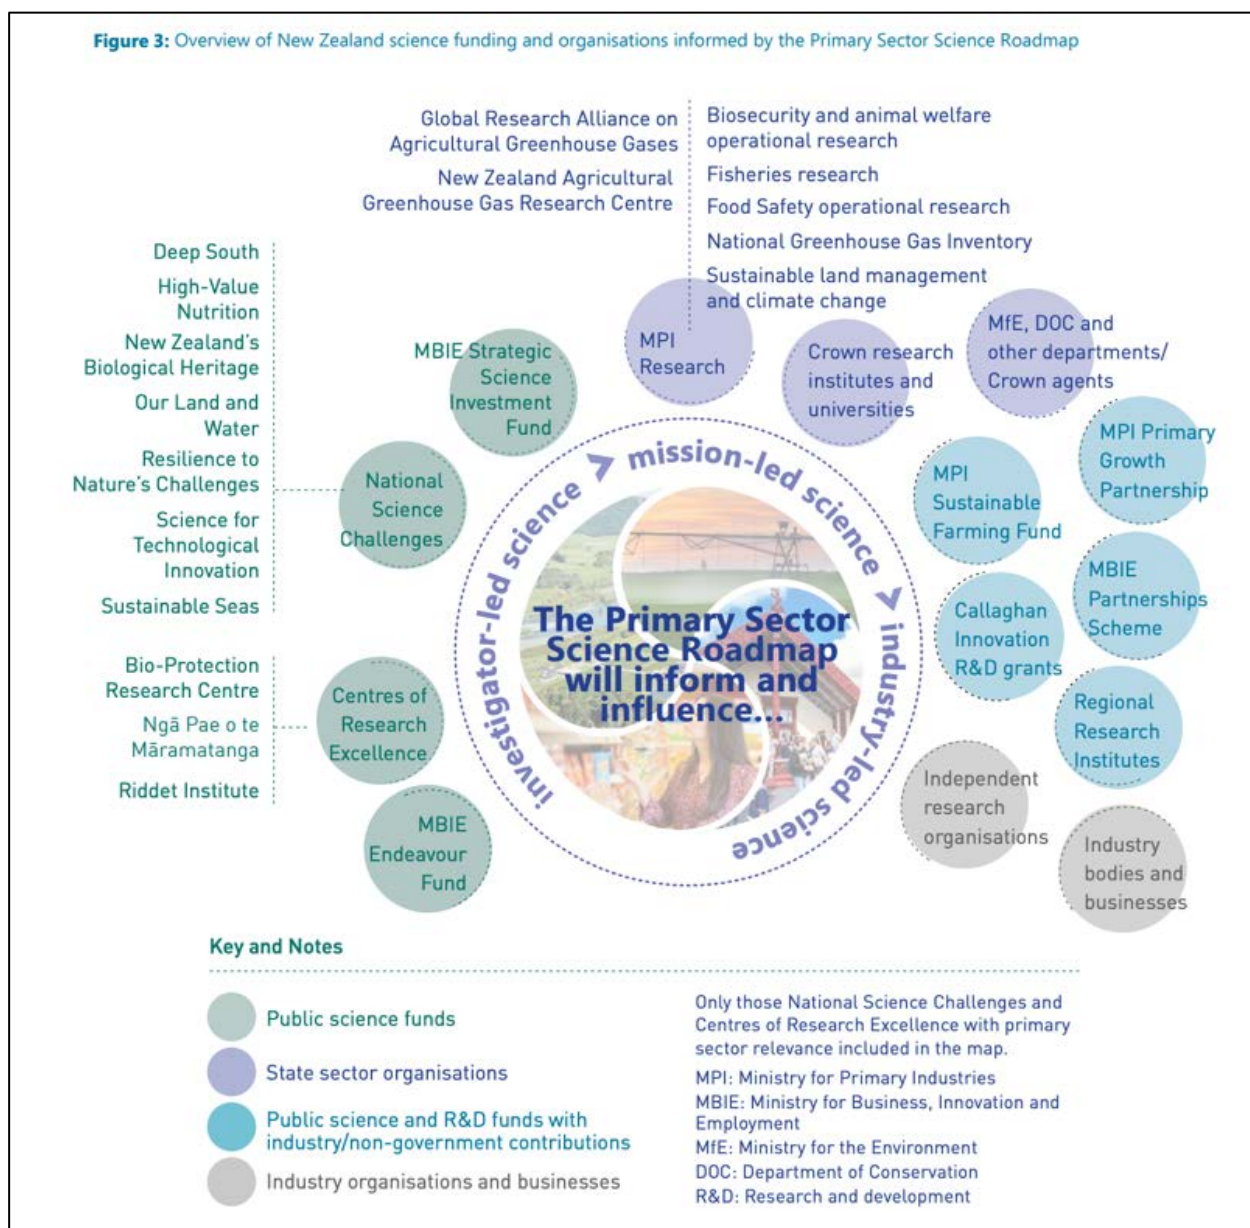 Figure 3: Overview of New Zealand science funding and organisations informed by the Primary Sector Science Roadmap
Global Research Alliance on
Agricultural Greenhouse Gases
New Zealand Agricultural
Greenhouse Gas Research Centre
Biosecurity and animal welfare
operational research
Fisheries research
Food Safety operational research
National Greenhouse Gas Inventory
Sustainable land management
and climate change
Deep South
High-Value
Nutrition
New Zealand's
Biological Heritage
Our Land and
Water
Resilience to
Nature's Challenges
Science for
Technological
Innovation
Sustainable Seas
Bio-Protection
Research Centre
Ngā Pae o te
Māramatanga
Riddet Institute
MBIE Strategic
Science
Investment
Fund
National
Science
Challenges
Centres of
Research
Excellence
MBIE
Endeavour
Fund
MPI
Research
Crown research
institutes and
universities
MfE, DOC and
other departments/
Crown agents
MPI Primary
Growth
Partnership
MPI
Sustainable
Farming Fund
MBIE
Partnerships
Scheme
Callaghan
Innovation
R&D grants
Regional
Research
Institutes
Independent
research
organisations
Industry
bodies and
businesses
investigator-led science > mission-led science > industry-led science
The Primary Sector
Science Roadmap
will inform and
influence...
Key and Notes
Public science funds
State sector organisations
Public science and R&D funds with
industry/non-government contributions
Industry organisations and businesses
Only those National Science Challenges and
Centres of Research Excellence with primary
sector relevance included in the map.
MPI: Ministry for Primary Industries
MBIE: Ministry for Business, Innovation and
Employment
MfE: Ministry for the Environment
DOC: Department of Conservation
R&D: Research and development